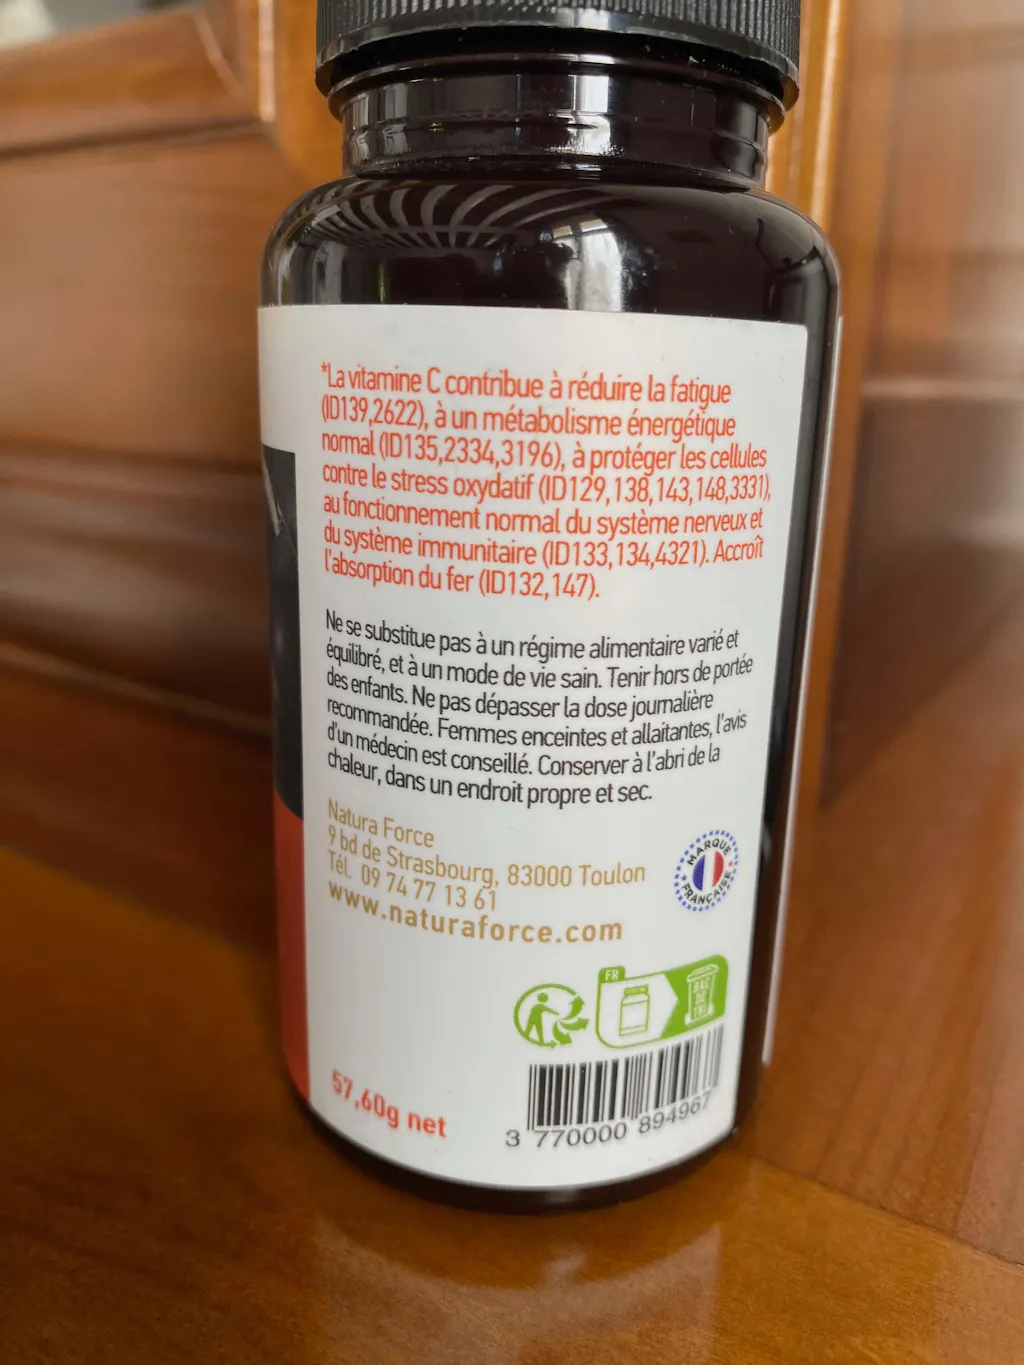 *La vitamine C contribue à réduire la fatigue
(ID139,2622), à un métabolisme énergétique
normal (ID135,2334,3196), à protéger les cellules
contre le stress oxydatif (ID129,138,143,148,3331),
au fonctionnement normal du système nerveux et
du système immunitaire (ID133,134,4321). Accroît
l'absorption du fer (ID132,147).
Ne se substitue pas à un régime alimentaire varié et
équilibré, et à un mode de vie sain. Tenir hors de portée
des enfants. Ne pas dépasser la dose journalière
recommandée. Femmes enceintes et allaitantes, l'avis
d'un médecin est conseillé. Conserver à l'abri de la
chaleur, dans un endroit propre et sec.
Natura Force
9 bd de Strasbourg, 83000 Toulon
Tél. 09 74 77 13 61
www.naturaforce.com
MARQUE
FRANÇAISE
FR
BAC
DE
TRI
57,60g net
3 770000 894967